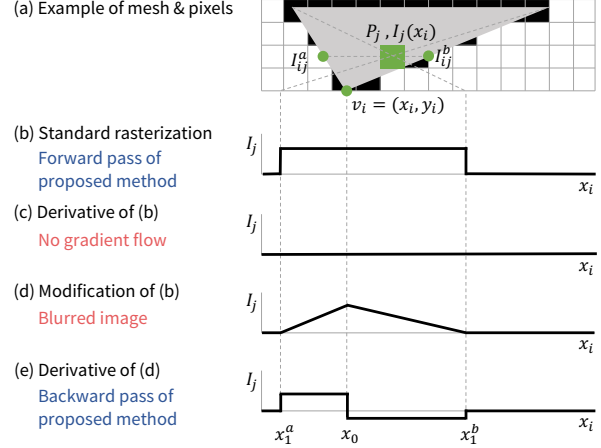 (a) Example of mesh & pixels
P_j , I_j(x_i)
I_ij^a
I_ij^b
v_i = (x_i, y_i)
(b) Standard rasterization
Forward pass of
proposed method
I_j
x_i
(c) Derivative of (b)
No gradient flow
I_j
x_i
(d) Modification of (b)
Blurred image
I_j
x_i
(e) Derivative of (d)
Backward pass of
proposed method
I_j
x_i
x_1^a
x_0
x_1^b